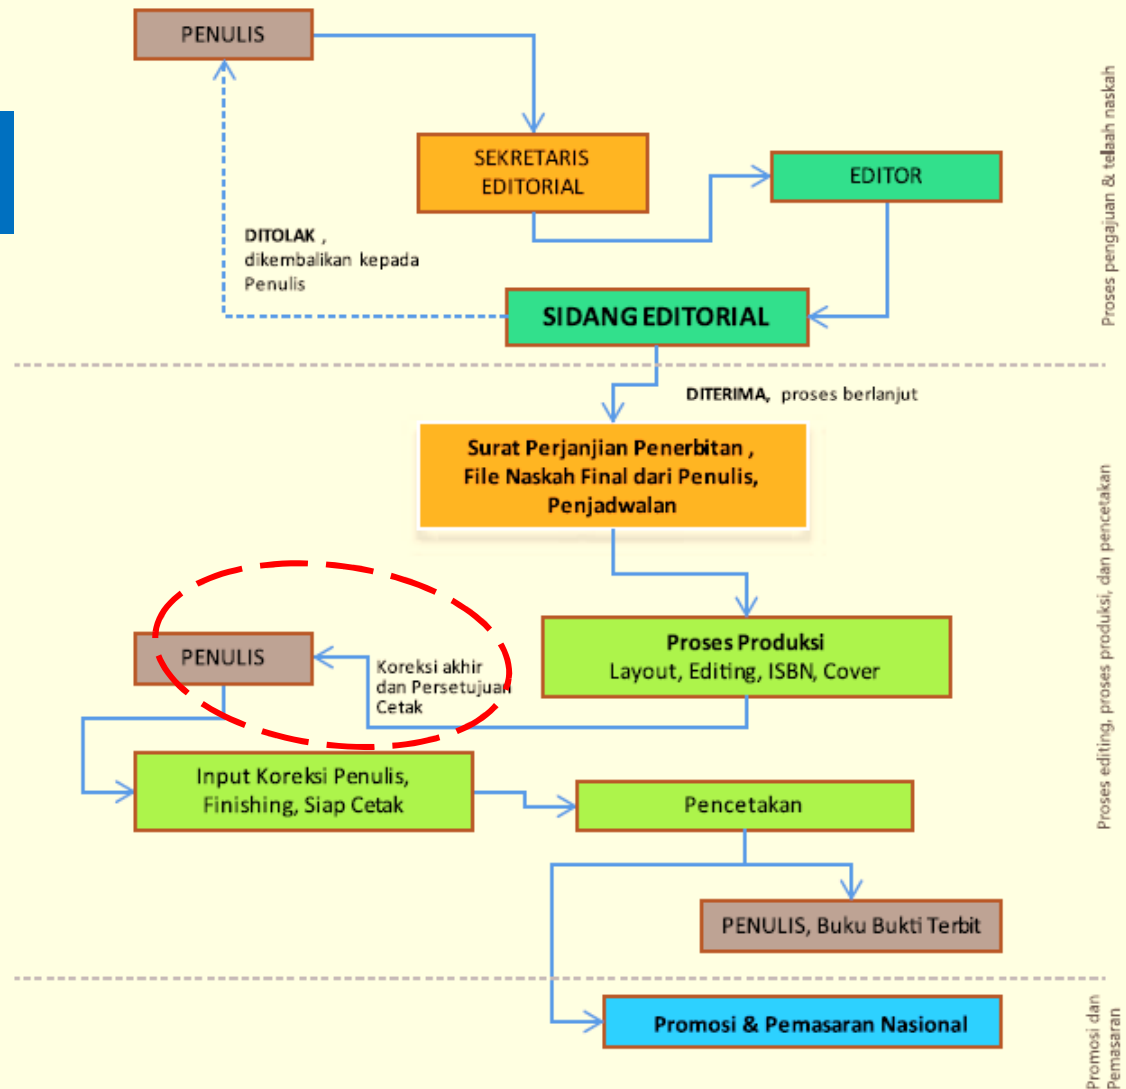 PENULIS
SEKRETARIS
EDITORIAL
EDITOR
DITOLAK ,
dikembalikan kepada
Penulis
SIDANG EDITORIAL
Proses pengajuan & telaah naskah
DITERIMA, proses berlanjut
Surat Perjanjian Penerbitan ,
File Naskah Final dari Penulis,
Penjadwalan
Proses Produksi
Layout, Editing, ISBN, Cover
PENULIS
Koreksi akhir
dan Persetujuan
Cetak
Input Koreksi Penulis,
Finishing, Siap Cetak
Pencetakan
PENULIS, Buku Bukti Terbit
Proses editing, proses produksi, dan pencetakan
Promosi & Pemasaran Nasional
Promosi dan
Pemasaran